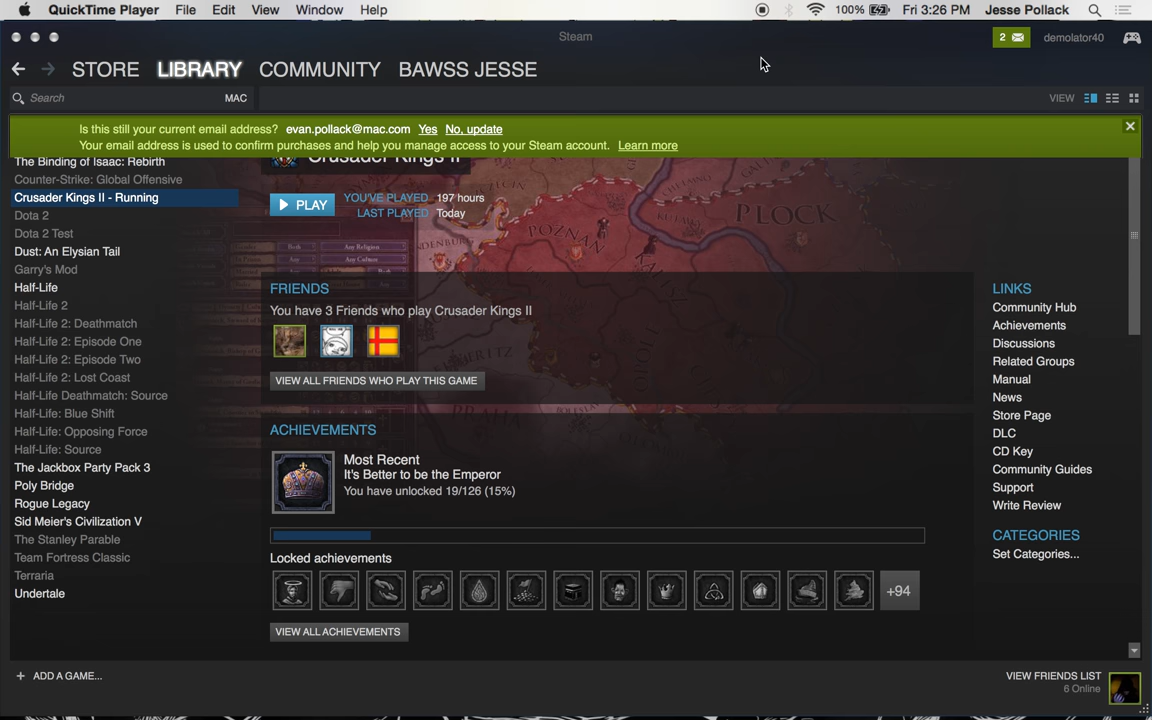 QuickTime Player File Edit View Window Help 100% Fri 3:26 PM Jesse Pollack
Steam
2 demolator40
STORE LIBRARY COMMUNITY BAWSS JESSE
Search MAC VIEW
Is this still your current email address? evan.pollack@mac.com Yes No, update
Your email address is used to confirm purchases and help you manage access to your Steam account. Learn more
The Binding of Isaac: Rebirth
Counter-Strike: Global Offensive
Crusader Kings II - Running
Dota 2
Dota 2 Test
Dust: An Elysian Tail
Garry's Mod
Half-Life
Half-Life 2
Half-Life 2: Deathmatch
Half-Life 2: Episode One
Half-Life 2: Episode Two
Half-Life 2: Lost Coast
Half-Life Deathmatch: Source
Half-Life: Blue Shift
Half-Life: Opposing Force
Half-Life: Source
The Jackbox Party Pack 3
Poly Bridge
Rogue Legacy
Sid Meier's Civilization V
The Stanley Parable
Team Fortress Classic
Terraria
Undertale
Crusader Kings II
PLAY
YOU'VE PLAYED 197 hours
LAST PLAYED Today
Any Religion
Any Culture
POZNAN
PLOCK
PRAHA
FRIENDS
You have 3 Friends who play Crusader Kings II
VIEW ALL FRIENDS WHO PLAY THIS GAME
ACHIEVEMENTS
Most Recent
It's Better to be the Emperor
You have unlocked 19/126 (15%)
Locked achievements
+94
VIEW ALL ACHIEVEMENTS
LINKS
Community Hub
Achievements
Discussions
Related Groups
Manual
News
Store Page
DLC
CD Key
Community Guides
Support
Write Review
CATEGORIES
Set Categories...
+ ADD A GAME...
VIEW FRIENDS LIST
6 Online